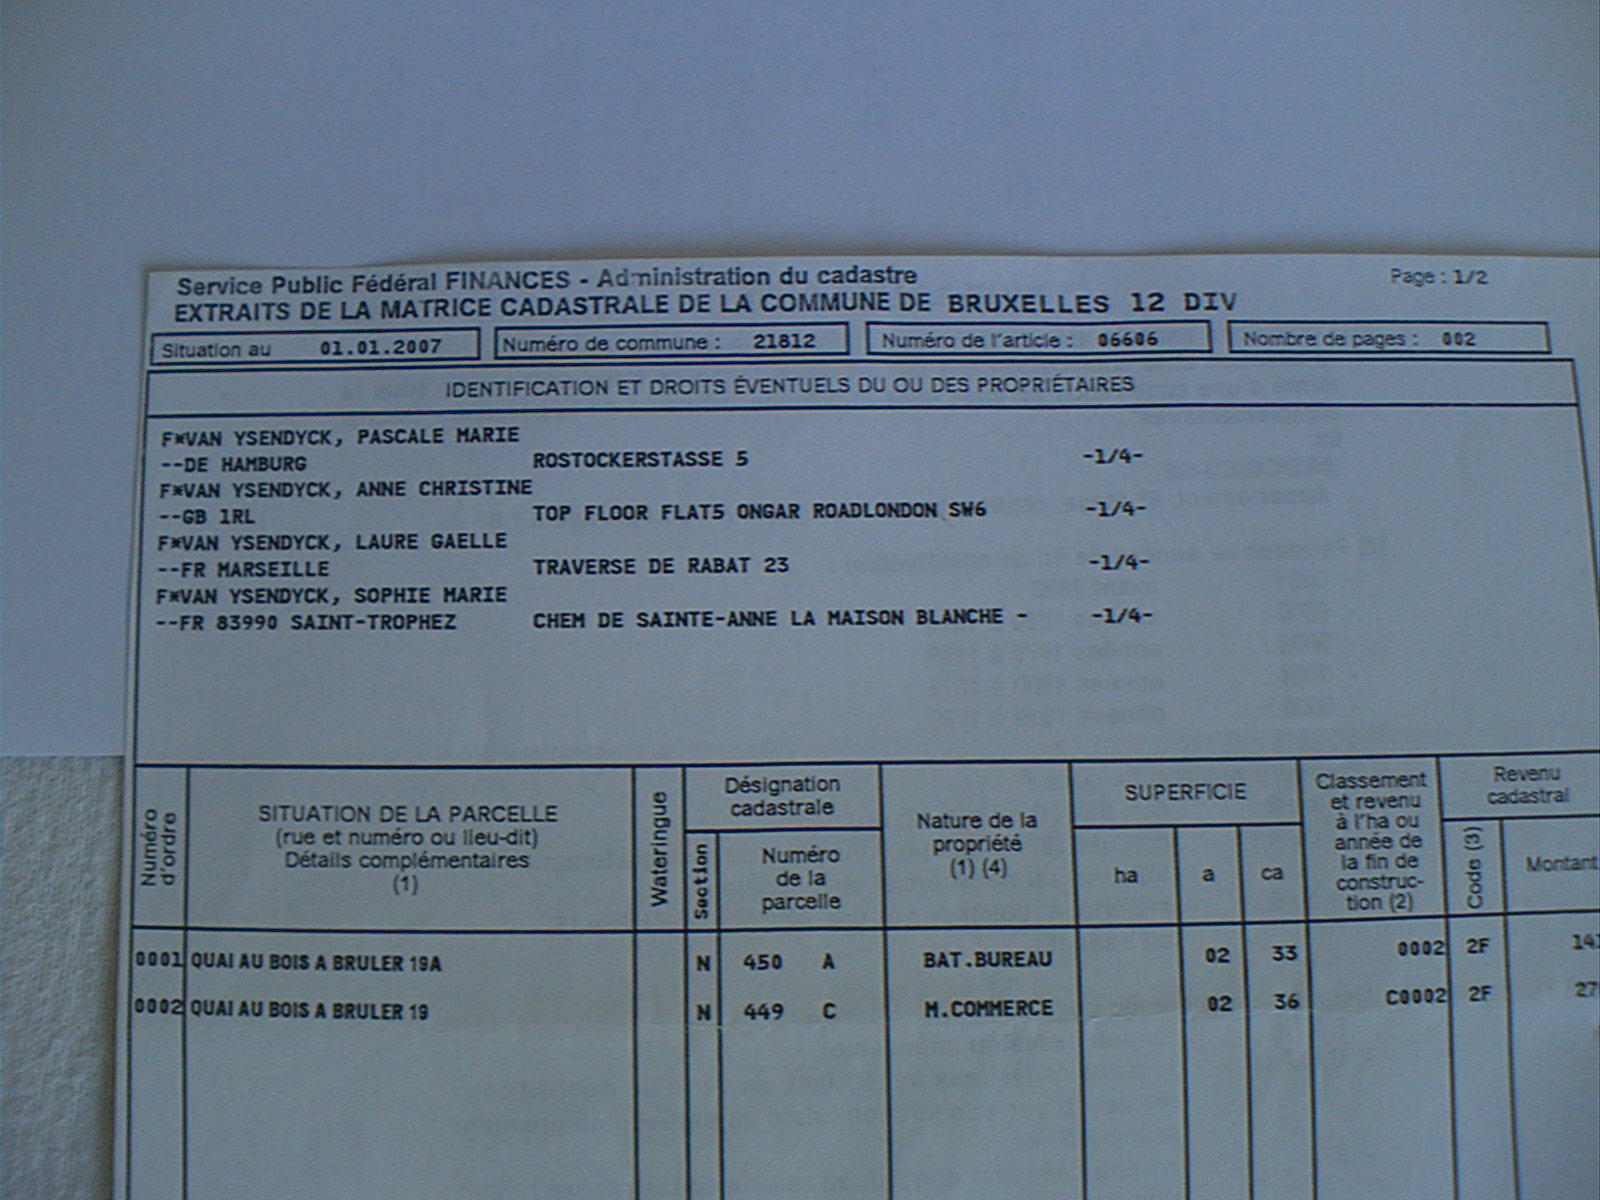 Service Public Fédéral FINANCES - Administration du cadastre Page : 1/2
EXTRAITS DE LA MATRICE CADASTRALE DE LA COMMUNE DE BRUXELLES 12 DIV
Situation au 01.01.2007 Numéro de commune : 21812 Numéro de l'article : 06606 Nombre de pages : 002
IDENTIFICATION ET DROITS ÉVENTUELS DU OU DES PROPRIÉTAIRES
F*VAN YSENDYCK, PASCALE MARIE
--DE HAMBURG ROSTOCKERSTASSE 5 -1/4-
F*VAN YSENDYCK, ANNE CHRISTINE
--GB 1RL TOP FLOOR FLAT5 ONGAR ROADLONDON SW6 -1/4-
F*VAN YSENDYCK, LAURE GAELLE
--FR MARSEILLE TRAVERSE DE RABAT 23 -1/4-
F*VAN YSENDYCK, SOPHIE MARIE
--FR 83990 SAINT-TROPHEZ CHEM DE SAINTE-ANNE LA MAISON BLANCHE - -1/4-
Numéro d'ordre
SITUATION DE LA PARCELLE
(rue et numéro ou lieu-dit)
Détails complémentaires
(1)
Wateringue
Désignation
cadastrale
Section
Numéro
de la
parcelle
Nature de la
propriété
(1) (4)
SUPERFICIE
ha a ca
Classement
et revenu
à l'ha ou
année de
la fin de
construc-
tion (2)
Revenu
cadastral
Code (3)
Montant
0001 QUAI AU BOIS A BRULER 19A N 450 A BAT.BUREAU 02 33 0002 2F 141
0002 QUAI AU BOIS A BRULER 19 N 449 C M.COMMERCE 02 36 C0002 2F 27